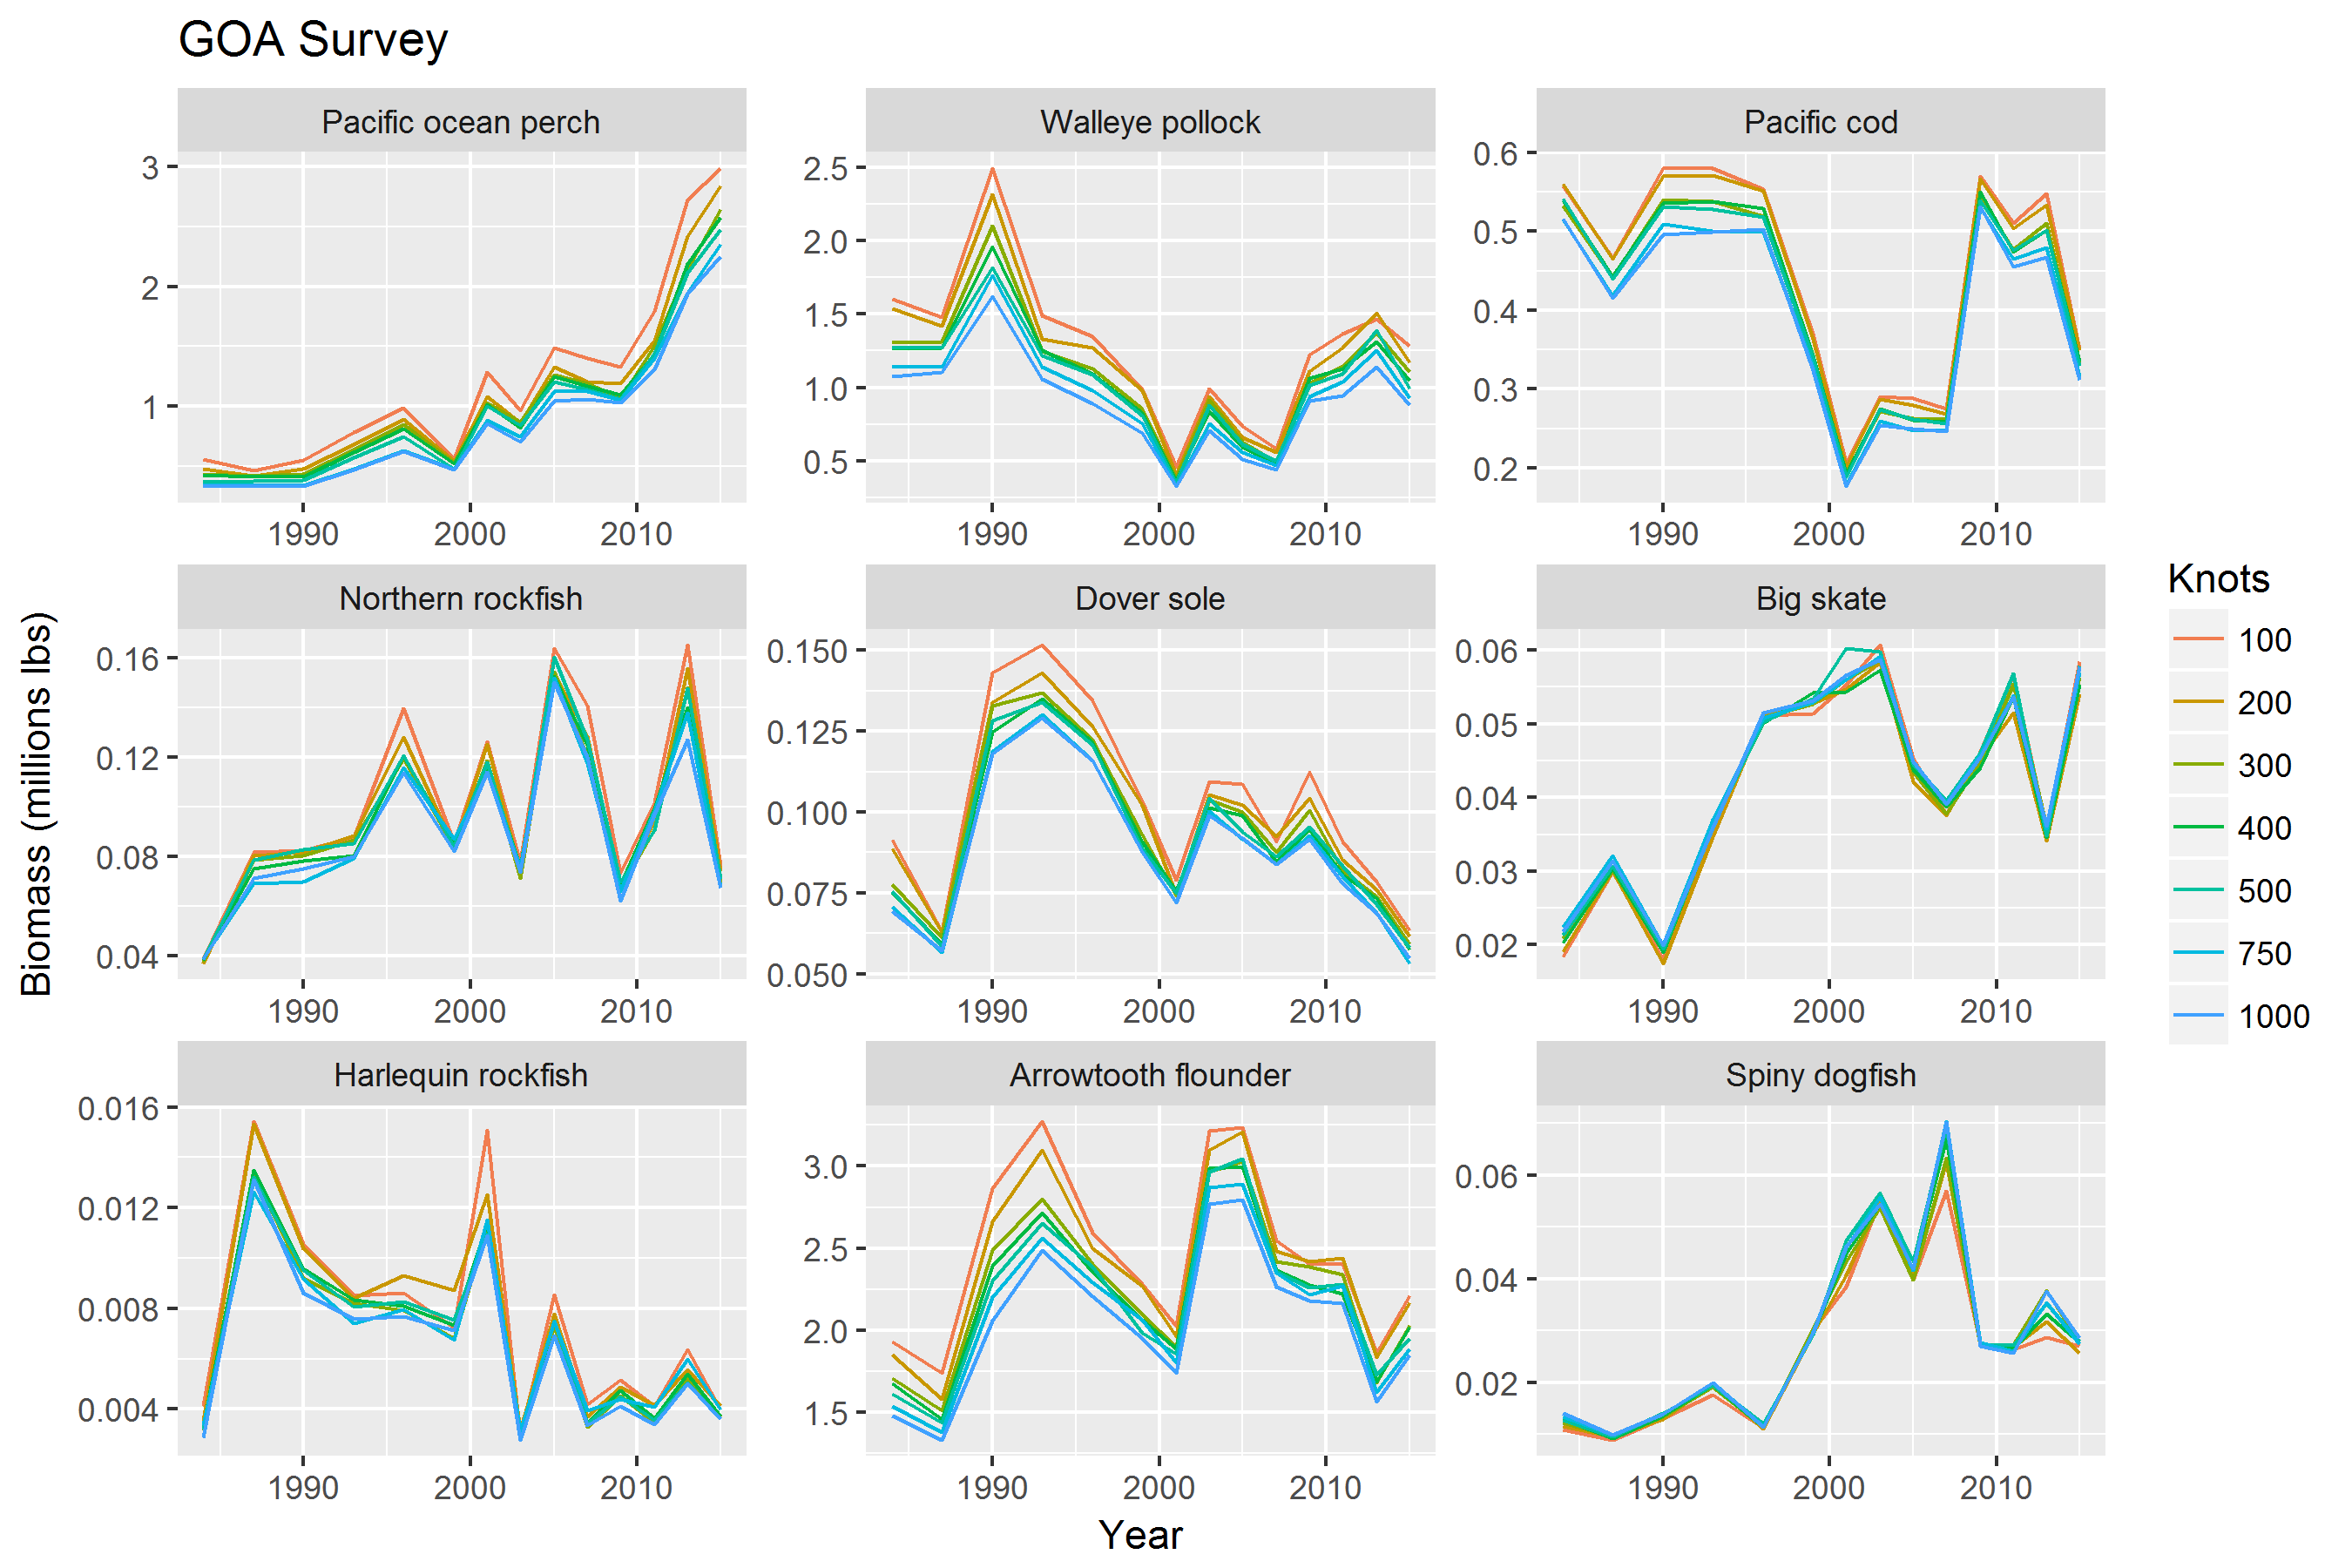 GOA Survey
Pacific ocean perch
Walleye pollock
Pacific cod
3
2
1
2.5
2.0
1.5
1.0
0.5
0.6
0.5
0.4
0.3
0.2
1990 2000 2010
1990 2000 2010
1990 2000 2010
Northern rockfish
Dover sole
Big skate
0.16
0.12
0.08
0.04
0.150
0.125
0.100
0.075
0.050
0.06
0.05
0.04
0.03
0.02
1990 2000 2010
1990 2000 2010
1990 2000 2010
Harlequin rockfish
Arrowtooth flounder
Spiny dogfish
0.016
0.012
0.008
0.004
3.0
2.5
2.0
1.5
0.06
0.04
0.02
1990 2000 2010
1990 2000 2010
1990 2000 2010
Biomass (millions lbs)
Year
Knots
100
200
300
400
500
750
1000